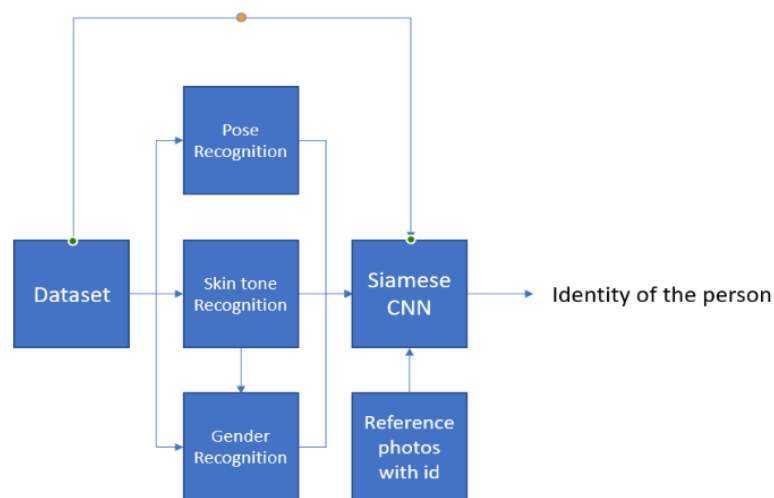 Pose
Recognition
Dataset
Skin tone
Recognition
Siamese
CNN
Identity of the person
Gender
Recognition
Reference
photos
with id